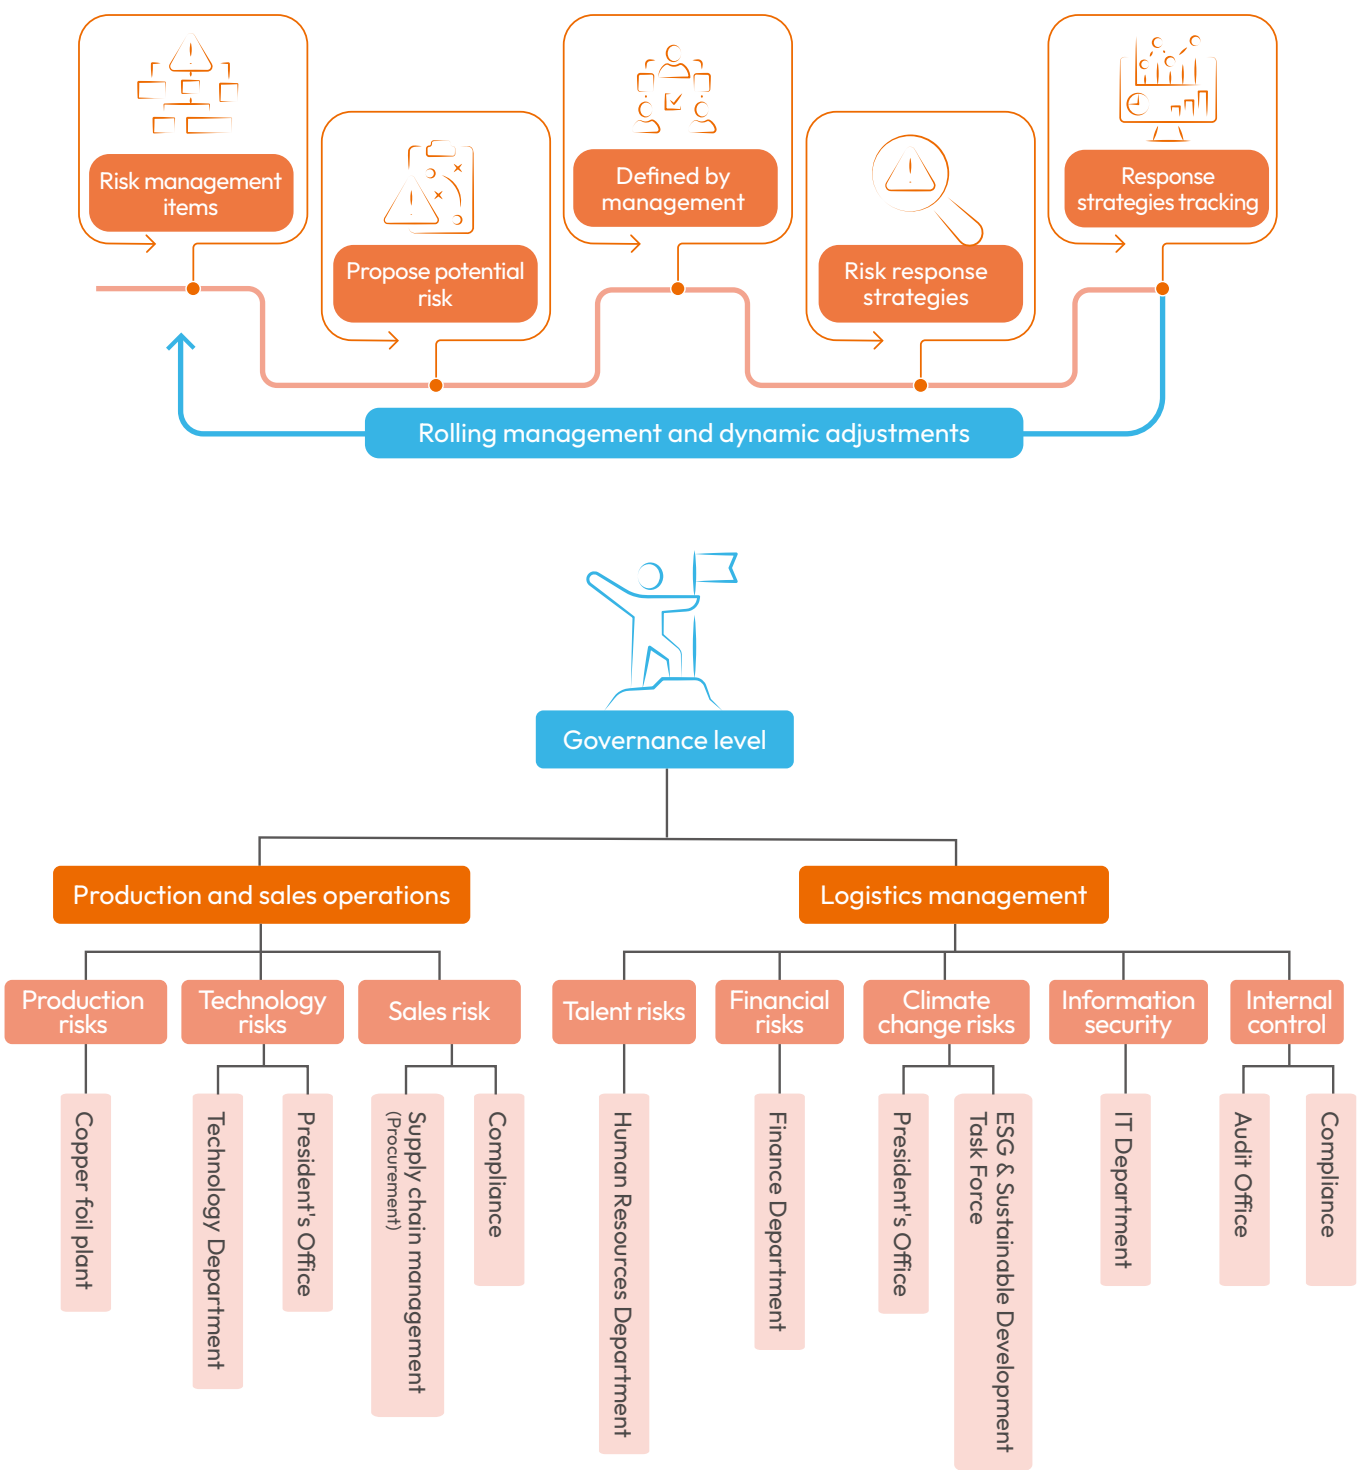 Risk management
items
Propose potential
risk
Defined by
management
Risk response
strategies
Response
strategies tracking
Rolling management and dynamic adjustments
Governance level
Production and sales operations
Logistics management
Production
risks
Technology
risks
Sales risk
Talent risks
Financial
risks
Climate
change risks
Information
security
Internal
control
Copper foil plant
Technology Department
President's Office
Supply chain management
(Procurement)
Compliance
Human Resources Department
Finance Department
President's Office
ESG & Sustainable Development
Task Force
IT Department
Audit Office
Compliance